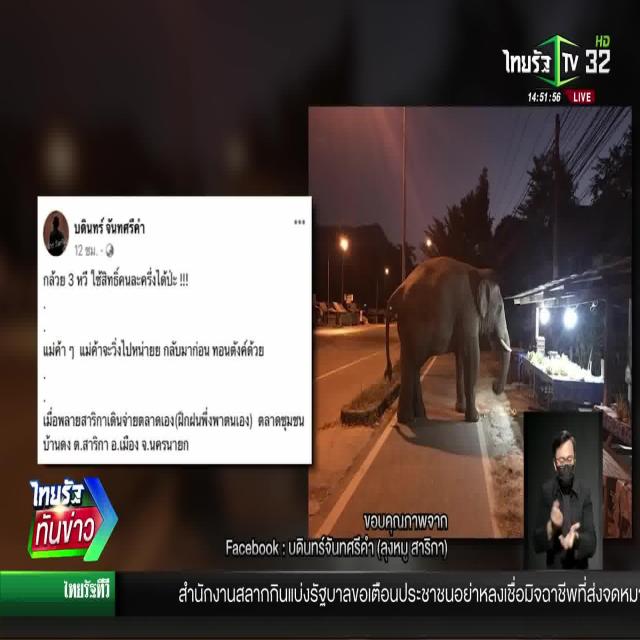 ไทยรัฐ TV 32 HD
14:51:56 LIVE
บดินทร์ จันทศรีคำ
12 ชม.
กล้วย 3 หวี ใช้สิทธิ์คนละครึ่งได้ป่ะ !!!
.
.
แม่ค้า ๆ แม่ค้าจะวิ่งไปหน่ายย กลับมาก่อน ทอนตังค์ด้วย
.
.
เมื่อพลายสาริกาเดินจ่ายตลาดเอง(ฝึกฝนพึ่งพาตนเอง) ตลาดชุมชน
บ้านดง ต.สาริกา อ.เมือง จ.นครนายก
ขอบคุณภาพจาก
Facebook : บดินทร์จันทศรีคำ (ลุงหมู สาริกา)
ไทยรัฐ
ทันข่าว
ไทยรัฐทีวี
สำนักงานสลากกินแบ่งรัฐบาลขอเตือนประชาชนอย่าหลงเชื่อมิจฉาชีพที่ส่งจดหม